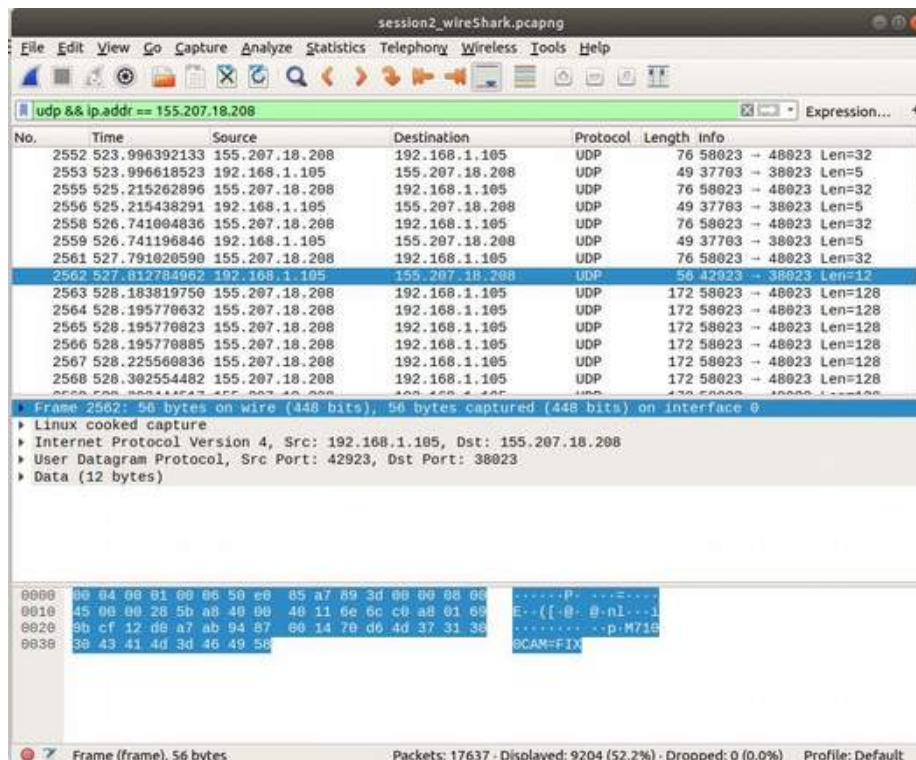 session2_wireShark.pcapng
File Edit View Go Capture Analyze Statistics Telephony Wireless Tools Help
udp && ip.addr == 155.207.18.208 Expression...
No. Time Source Destination Protocol Length Info
2552 523.996392133 155.207.18.208 192.168.1.105 UDP 76 58023 → 48023 Len=32
2553 523.996618523 192.168.1.105 155.207.18.208 UDP 49 37703 → 38023 Len=5
2555 525.215262896 155.207.18.208 192.168.1.105 UDP 76 58023 → 48023 Len=32
2556 525.215438291 192.168.1.105 155.207.18.208 UDP 49 37703 → 38023 Len=5
2558 526.741004836 155.207.18.208 192.168.1.105 UDP 76 58023 → 48023 Len=32
2559 526.741196846 192.168.1.105 155.207.18.208 UDP 49 37703 → 38023 Len=5
2561 527.791020590 155.207.18.208 192.168.1.105 UDP 76 58023 → 48023 Len=32
2562 527.812784962 192.168.1.105 155.207.18.208 UDP 56 42923 → 38023 Len=12
2563 528.183819750 155.207.18.208 192.168.1.105 UDP 172 58023 → 48023 Len=128
2564 528.195770632 155.207.18.208 192.168.1.105 UDP 172 58023 → 48023 Len=128
2565 528.195770823 155.207.18.208 192.168.1.105 UDP 172 58023 → 48023 Len=128
2566 528.195770885 155.207.18.208 192.168.1.105 UDP 172 58023 → 48023 Len=128
2567 528.225560836 155.207.18.208 192.168.1.105 UDP 172 58023 → 48023 Len=128
2568 528.302554482 155.207.18.208 192.168.1.105 UDP 172 58023 → 48023 Len=128
Frame 2562: 56 bytes on wire (448 bits), 56 bytes captured (448 bits) on interface 0
Linux cooked capture
Internet Protocol Version 4, Src: 192.168.1.105, Dst: 155.207.18.208
User Datagram Protocol, Src Port: 42923, Dst Port: 38023
Data (12 bytes)
0000 00 04 00 01 00 06 50 e0 85 a7 89 3d 00 00 08 00 ······P· ···=····
0010 45 00 00 28 5b a8 40 00 40 11 6e 6c c0 a8 01 69 E··([·@· @·nl···i
0020 9b cf 12 d0 a7 ab 94 87 00 14 70 d6 4d 37 31 30 ········ ··p·M710
0030 30 43 41 4d 3d 46 49 58 0CAM=FIX
Frame (frame), 56 bytes Packets: 17637 · Displayed: 9204 (52.2%) · Dropped: 0 (0.0%) Profile: Default